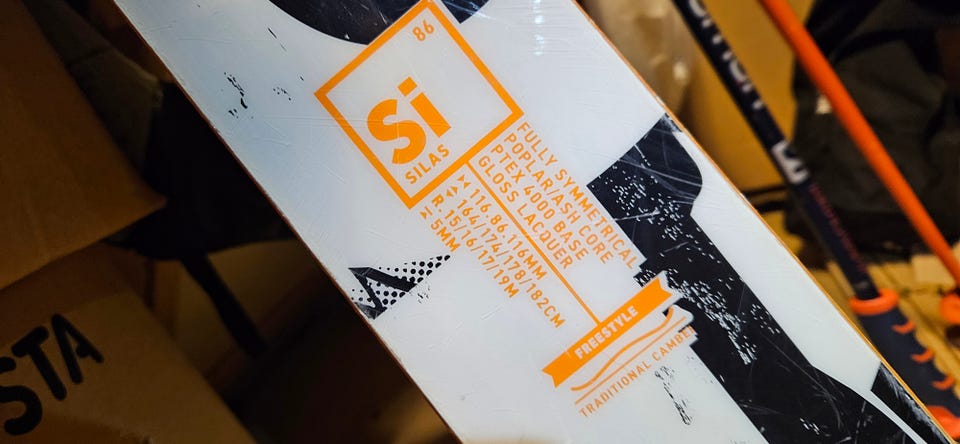 86
Si
SILAS
FULLY SYMMETRICAL
POPLAR/ASH CORE
PTEX 4000 BASE
GLOSS LACQUER
116.86.116MM
164/174/178/182CM
R. 15/16/17/19M
5MM
FREESTYLE
TRADITIONAL CAMBE
STA